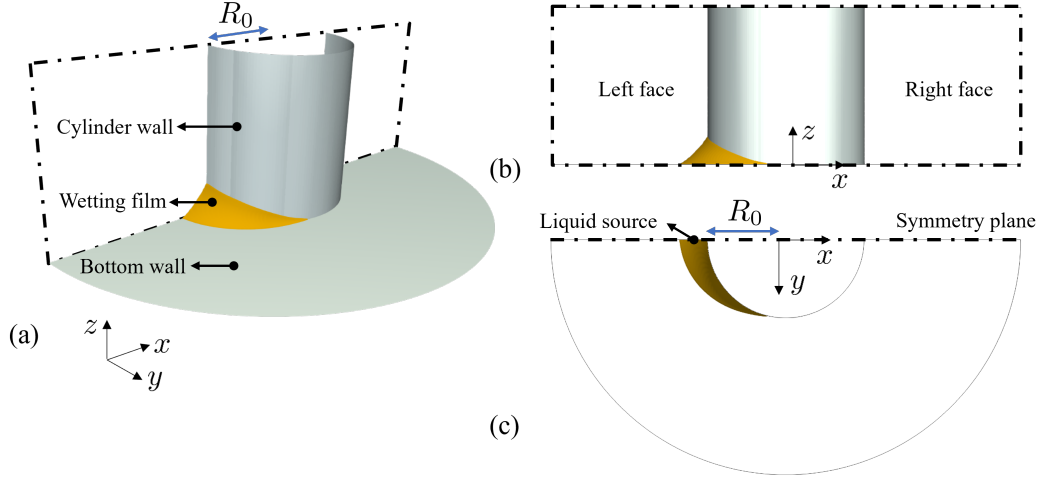 R₀
Cylinder wall
Wetting film
Bottom wall
(a)
z
x
y
Left face
Right face
z
x
(b)
Liquid source
R₀
Symmetry plane
x
y
(c)